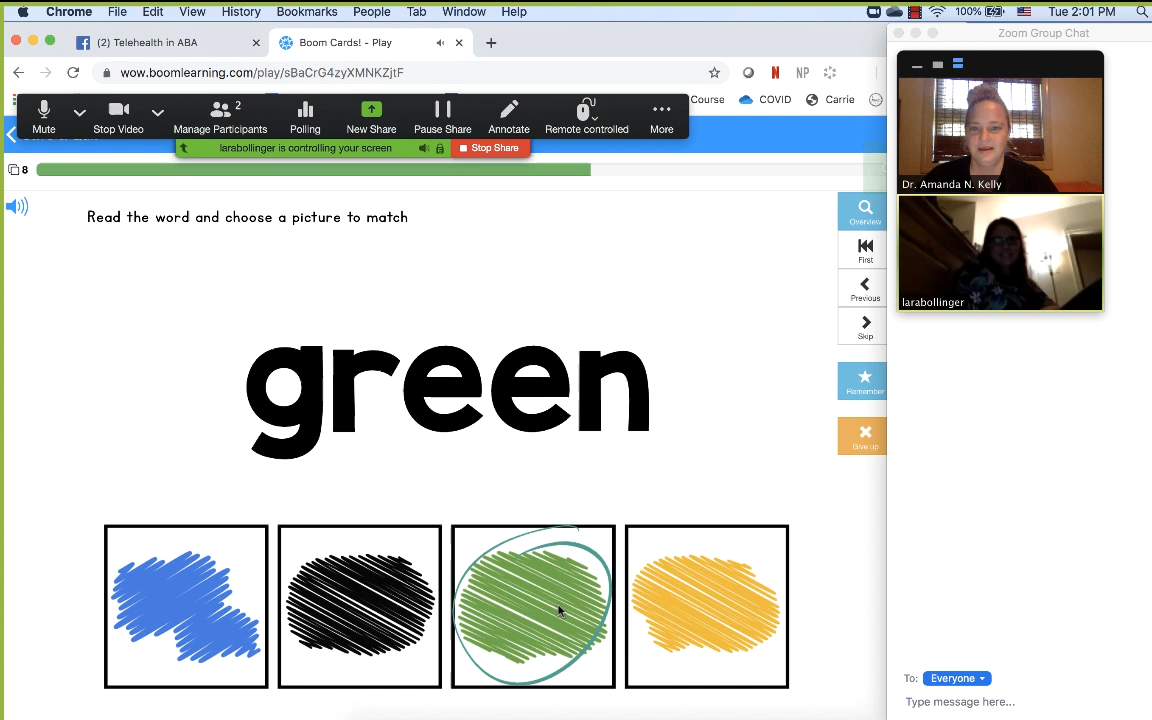 Chrome File Edit View History Bookmarks People Tab Window Help 100% Tue 2:01 PM
(2) Telehealth in ABA Boom Cards! - Play
Zoom Group Chat
wow.boomlearning.com/play/sBaCrG4zyXMNKZjtF N NP
Course COVID Carrie
2
Mute Stop Video Manage Participants Polling New Share Pause Share Annotate Remote controlled More
larabollinger is controlling your screen Stop Share
8
Dr. Amanda N. Kelly
Read the word and choose a picture to match
Overview
First
Previous
Skip
larabollinger
green
Remember
Give up
To: Everyone
Type message here...